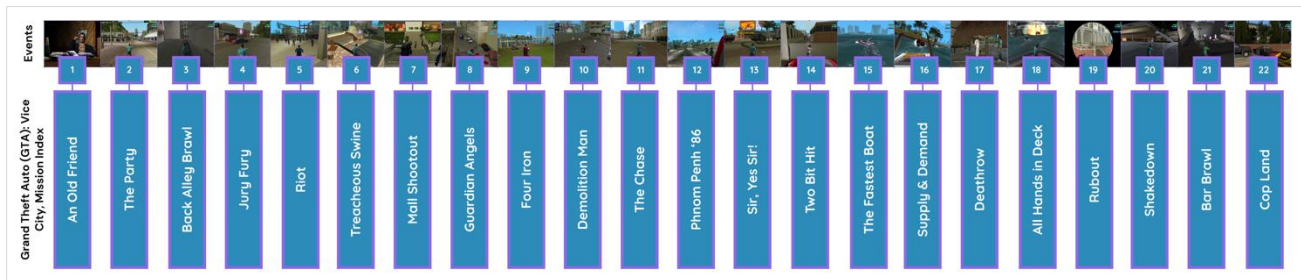 Events
1
2
3
4
5
6
7
8
9
10
11
12
13
14
15
16
17
18
19
20
21
22
Grand Theft Auto (GTA): Vice
City, Mission Index
An Old Friend
The Party
Back Alley Brawl
Jury Fury
Riot
Treacheous Swine
Mall Shootout
Guardian Angels
Four Iron
Demolition Man
The Chase
Phnom Penh '86
Sir, Yes Sir!
Two Bit Hit
The Fastest Boat
Supply & Demand
Deathrow
All Hands in Deck
Rubout
Shakedown
Bar Brawl
Cop Land